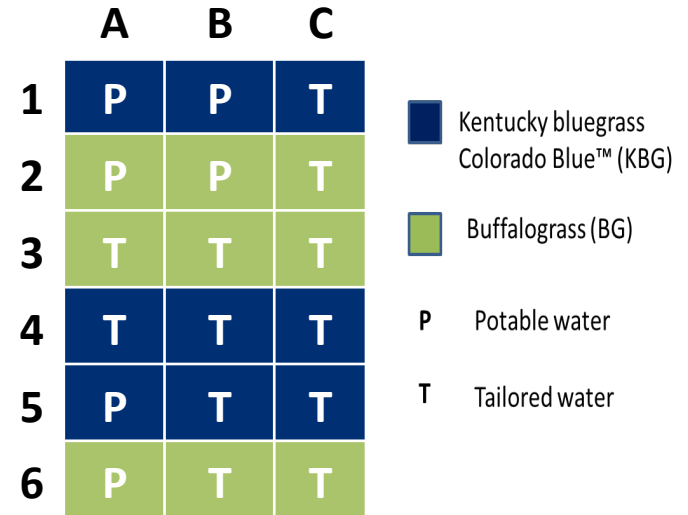 A B C
1 P P T
2 P P T
3 T T T
4 T T T
5 P T T
6 P T T
Kentucky bluegrass
Colorado Blue™ (KBG)
Buffalograss (BG)
P Potable water
T Tailored water